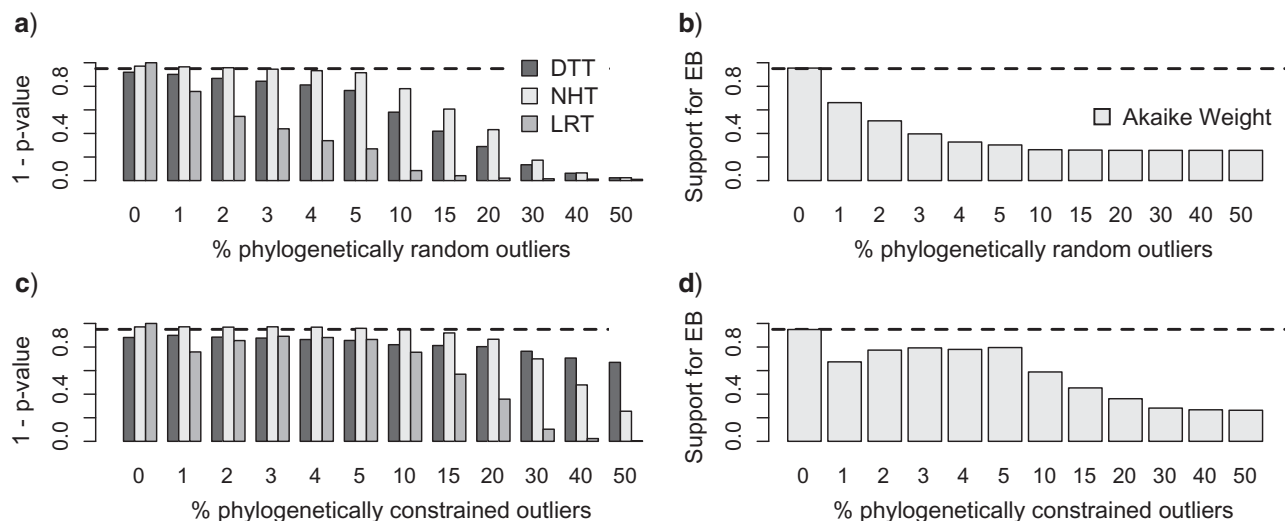 a)
1 - p-value
0.0 0.4 0.8
DTT
NHT
LRT
0 1 2 3 4 5 10 15 20 30 40 50
% phylogenetically random outliers
b)
Support for EB
0.0 0.4 0.8
Akaike Weight
0 1 2 3 4 5 10 15 20 30 40 50
% phylogenetically random outliers
c)
1 - p-value
0.0 0.4 0.8
0 1 2 3 4 5 10 15 20 30 40 50
% phylogenetically constrained outliers
d)
Support for EB
0.0 0.4 0.8
0 1 2 3 4 5 10 15 20 30 40 50
% phylogenetically constrained outliers